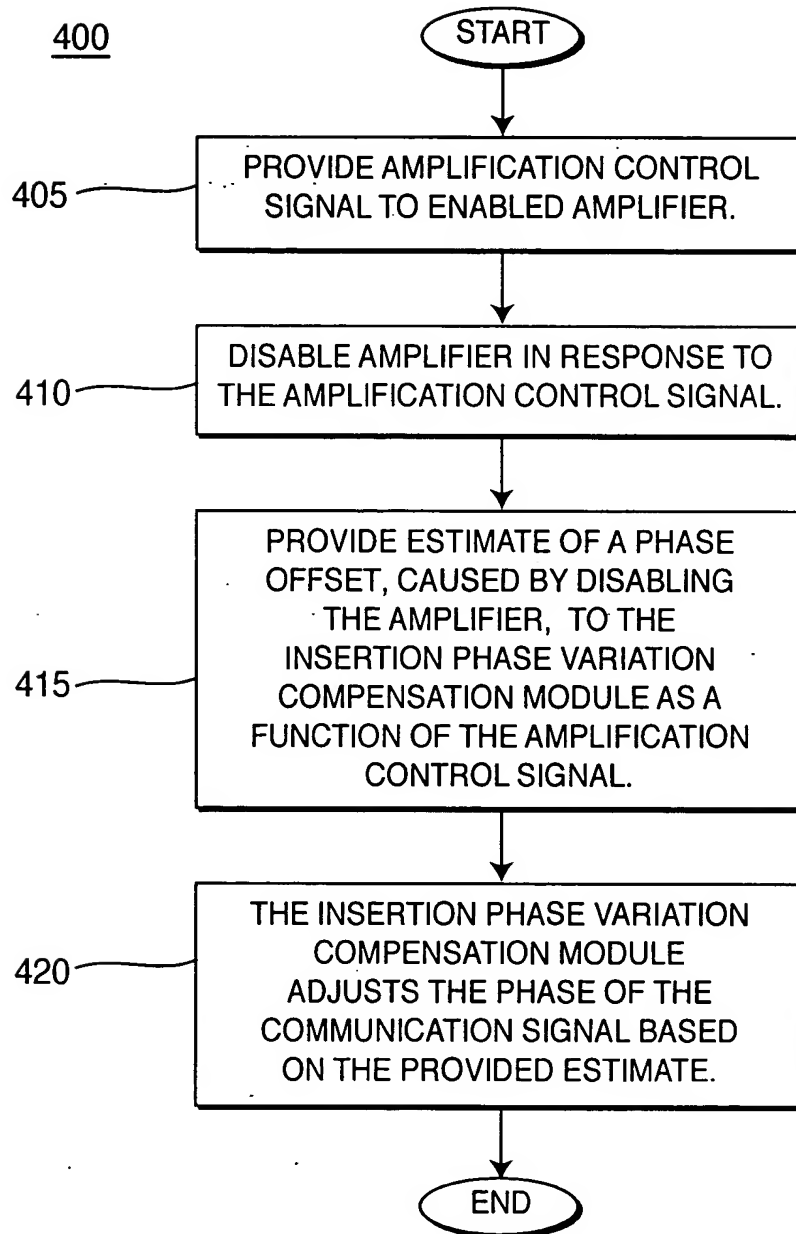 400
START
405
PROVIDE AMPLIFICATION CONTROL
SIGNAL TO ENABLED AMPLIFIER.
410
DISABLE AMPLIFIER IN RESPONSE TO
THE AMPLIFICATION CONTROL SIGNAL.
415
PROVIDE ESTIMATE OF A PHASE
OFFSET, CAUSED BY DISABLING
THE AMPLIFIER, TO THE
INSERTION PHASE VARIATION
COMPENSATION MODULE AS A
FUNCTION OF THE AMPLIFICATION
CONTROL SIGNAL.
420
THE INSERTION PHASE VARIATION
COMPENSATION MODULE
ADJUSTS THE PHASE OF THE
COMMUNICATION SIGNAL BASED
ON THE PROVIDED ESTIMATE.
END